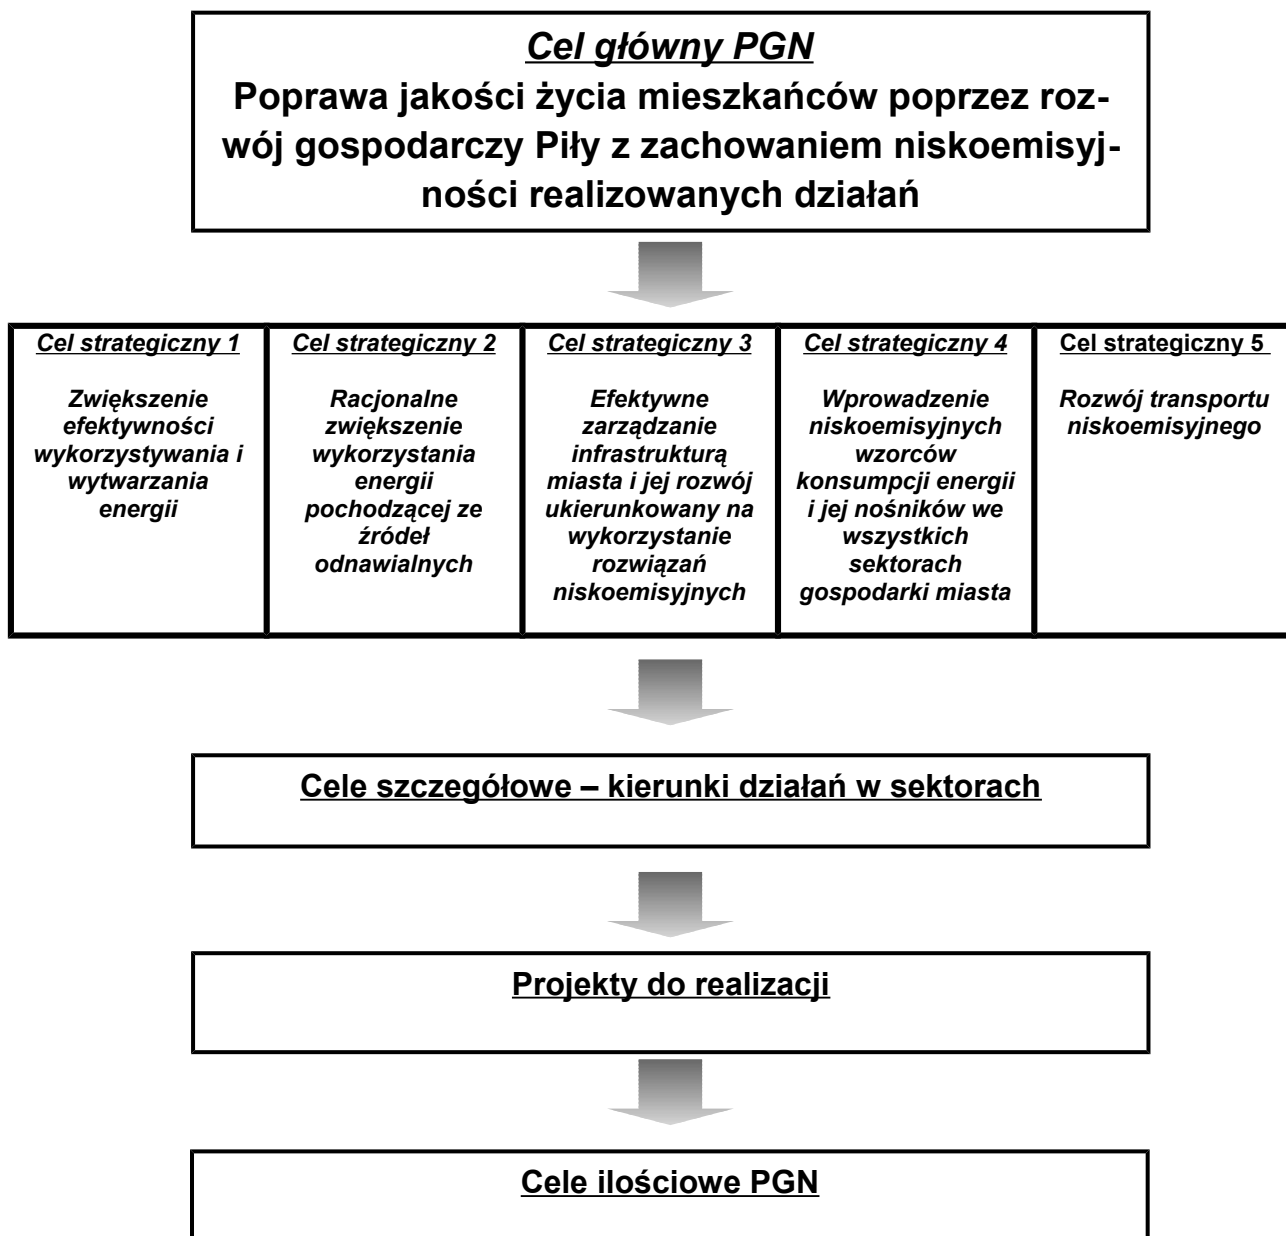 Cel główny PGN
Poprawa jakości życia mieszkańców poprzez roz-
wój gospodarczy Piły z zachowaniem niskoemisyj-
ności realizowanych działań
Cel strategiczny 1
Zwiększenie
efektywności
wykorzystywania i
wytwarzania
energii
Cel strategiczny 2
Racjonalne
zwiększenie
wykorzystania
energii
pochodzącej ze
źródeł
odnawialnych
Cel strategiczny 3
Efektywne
zarządzanie
infrastrukturą
miasta i jej rozwój
ukierunkowany na
wykorzystanie
rozwiązań
niskoemisyjnych
Cel strategiczny 4
Wprowadzenie
niskoemisyjnych
wzorców
konsumpcji energii
i jej nośników we
wszystkich
sektorach
gospodarki miasta
Cel strategiczny 5
Rozwój transportu
niskoemisyjnego
Cele szczegółowe – kierunki działań w sektorach
Projekty do realizacji
Cele ilościowe PGN